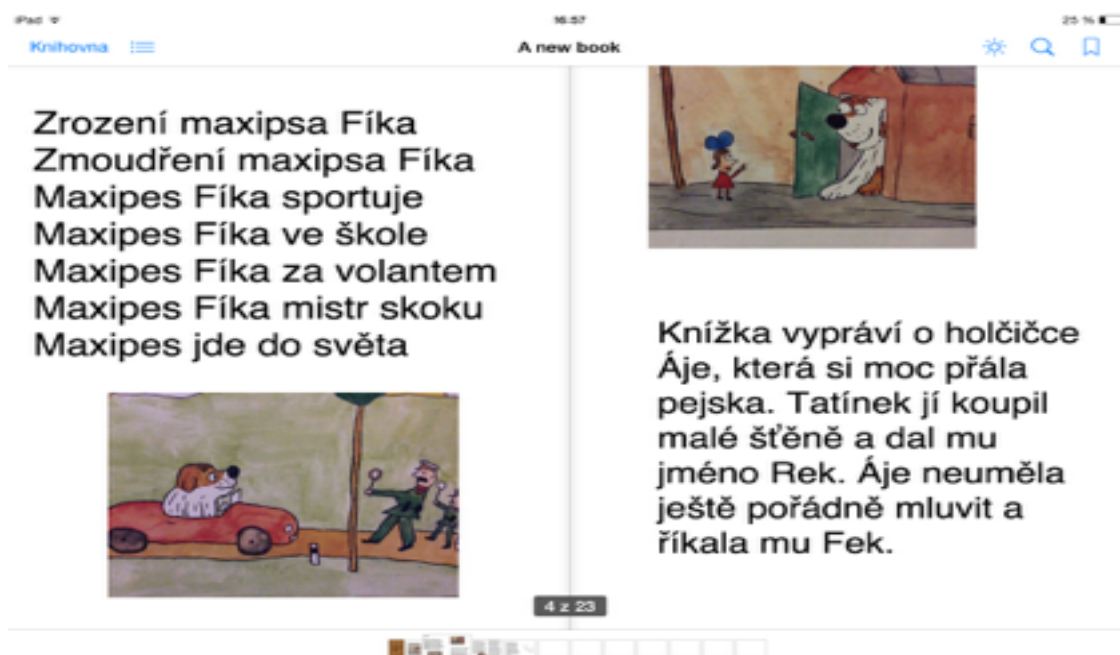 iPad
16:57
25 %
Knihovna
A new book
Zrození maxipsa Fíka
Zmoudření maxipsa Fíka
Maxipes Fíka sportuje
Maxipes Fíka ve škole
Maxipes Fíka za volantem
Maxipes Fíka mistr skoku
Maxipes jde do světa
Knížka vypráví o holčičce
Áje, která si moc přála
pejska. Tatínek jí koupil
malé štěně a dal mu
jméno Rek. Áje neuměla
ještě pořádně mluvit a
říkala mu Fek.
4 z 23